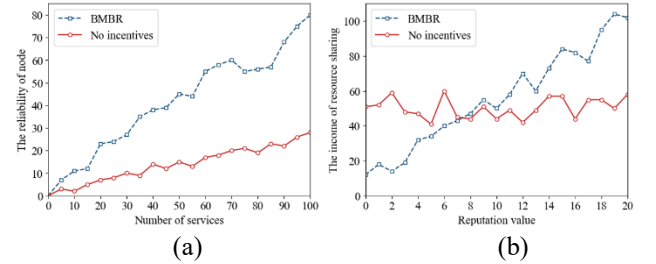 BMBR
No incentives
The reliability of node
80
70
60
50
40
30
20
10
0
0 10 20 30 40 50 60 70 80 90 100
Number of services
(a)
BMBR
No incentives
The income of resource sharing
100
80
60
40
20
0
0 2 4 6 8 10 12 14 16 18 20
Reputation value
(b)